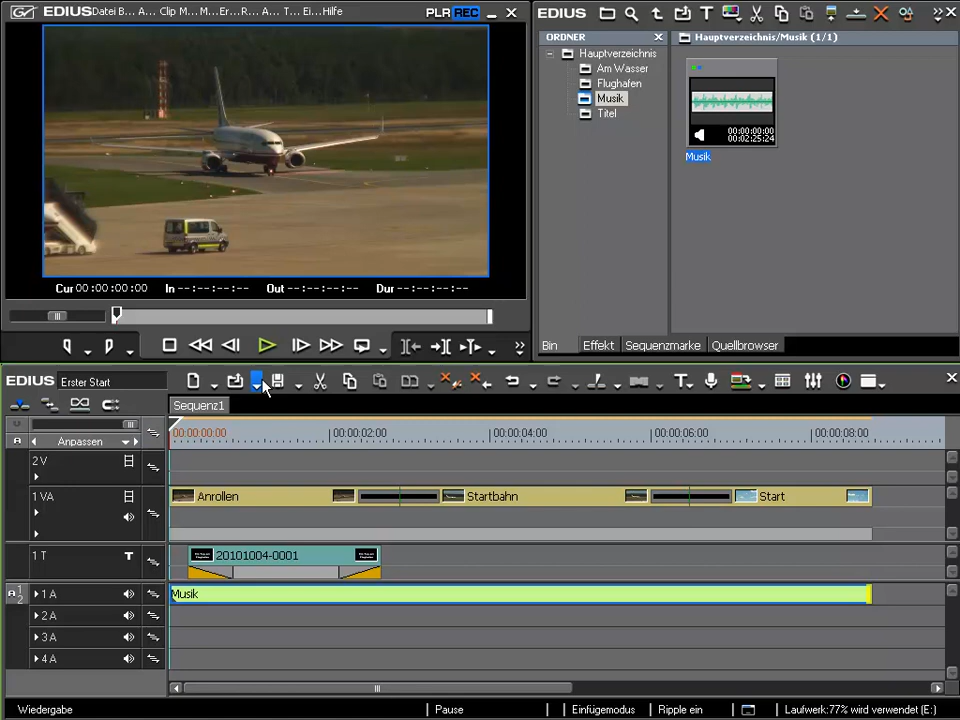 EDIUS Datei B... A... Clip M... M... Er... R... A... T... Ei... Hilfe PLR REC
Cur 00:00:00:00 In --:--:--:-- Out --:--:--:-- Dur --:--:--:--
EDIUS
ORDNER
Hauptverzeichnis
Am Wasser
Flughafen
Musik
Titel
Hauptverzeichnis/Musik (1/1)
00:00:00:00
00:02:25:24
Musik
Bin Effekt Sequenzmarke Quellbrowser
EDIUS Erster Start
Sequenz1
Anpassen
00:00:00:00 00:00:02:00 00:00:04:00 00:00:06:00 00:00:08:00
2 V
1 VA Anrollen Startbahn Start
1 T T 20101004-0001
1 2 1 A Musik
2 A
3 A
4 A
Wiedergabe Pause Einfügemodus Ripple ein Laufwerk:77% wird verwendet (E:)